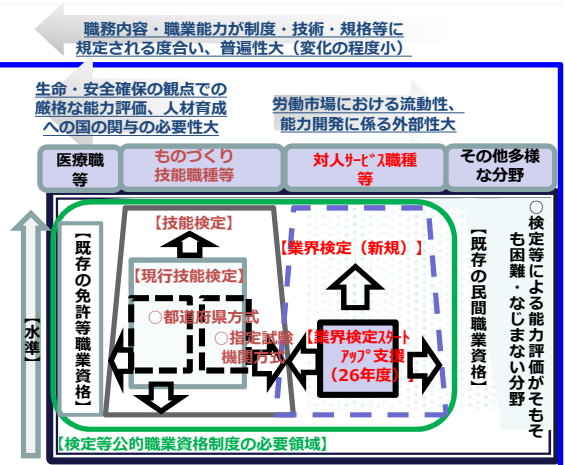 職務内容・職業能力が制度・技術・規格等に
規定される度合い、普遍性大（変化の程度小）
生命・安全確保の観点での
厳格な能力評価、人材育成
への国の関与の必要性大
労働市場における流動性、
能力開発に係る外部性大
医療職
等
ものづくり
技能職種等
対人ｻｰﾋﾞｽ職種
等
その他多様
な分野
【水準】
【既存の免許等職業資格】
【技能検定】
【現行技能検定】
○都道府県方式
○指定試験
機関方式
【業界検定（新規）】
【業界検定ｽﾀｰﾄ
ｱｯﾌﾟ支援
（26年度）】
【既存の民間職業資格】
○検定等による能力評価がそもそ
も困難・なじまない分野
【検定等公的職業資格制度の必要領域】